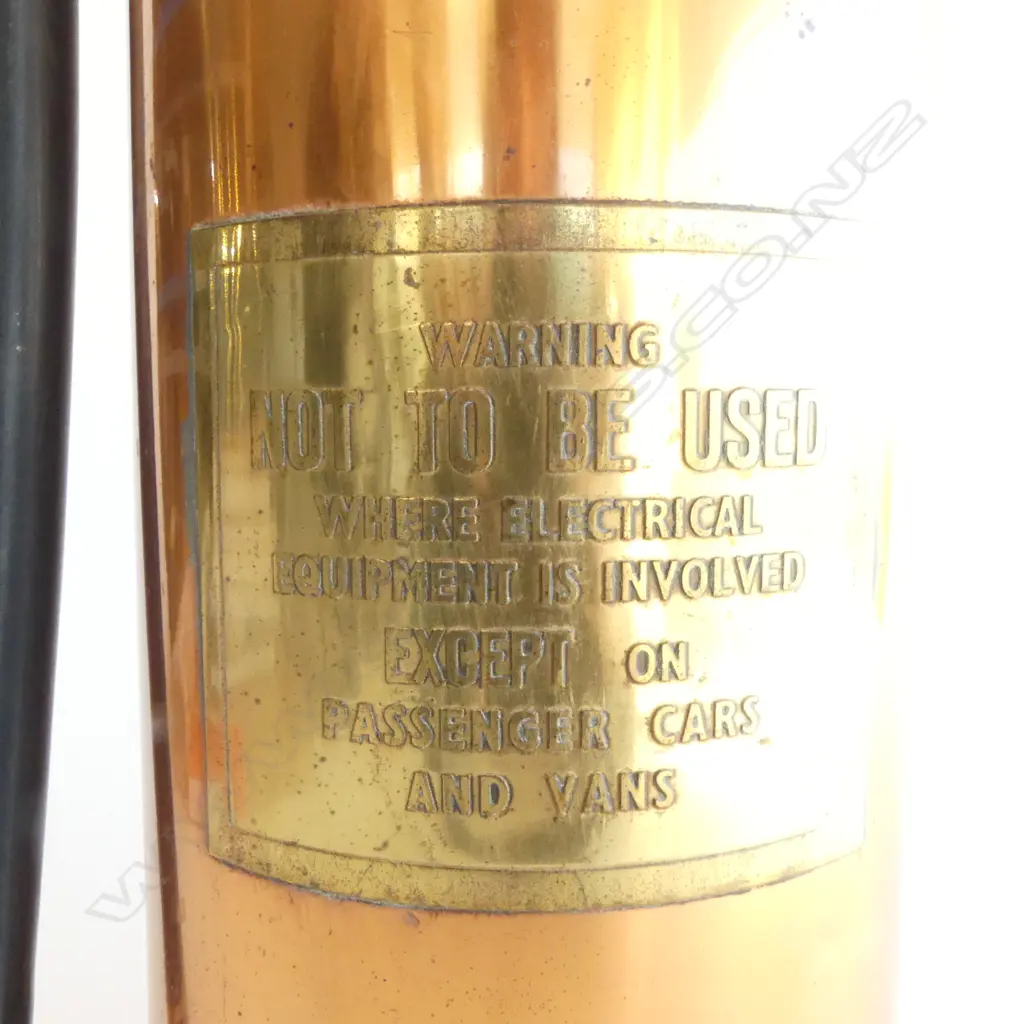 WARNING
NOT TO BE USED
WHERE ELECTRICAL
EQUIPMENT IS INVOLVED
EXCEPT ON
PASSENGER CARS
AND VANS